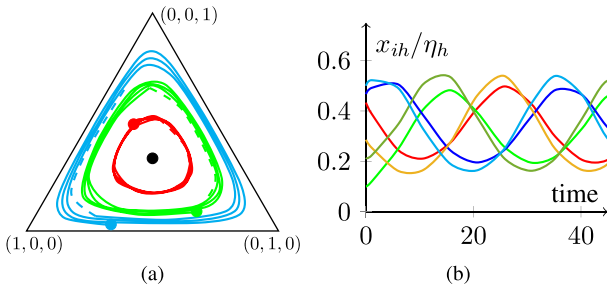 (0, 0, 1)
(1, 0, 0)
(0, 1, 0)
(a)
x_{ih}/η_h
0.6
0.4
0.2
0
time
0
20
40
(b)